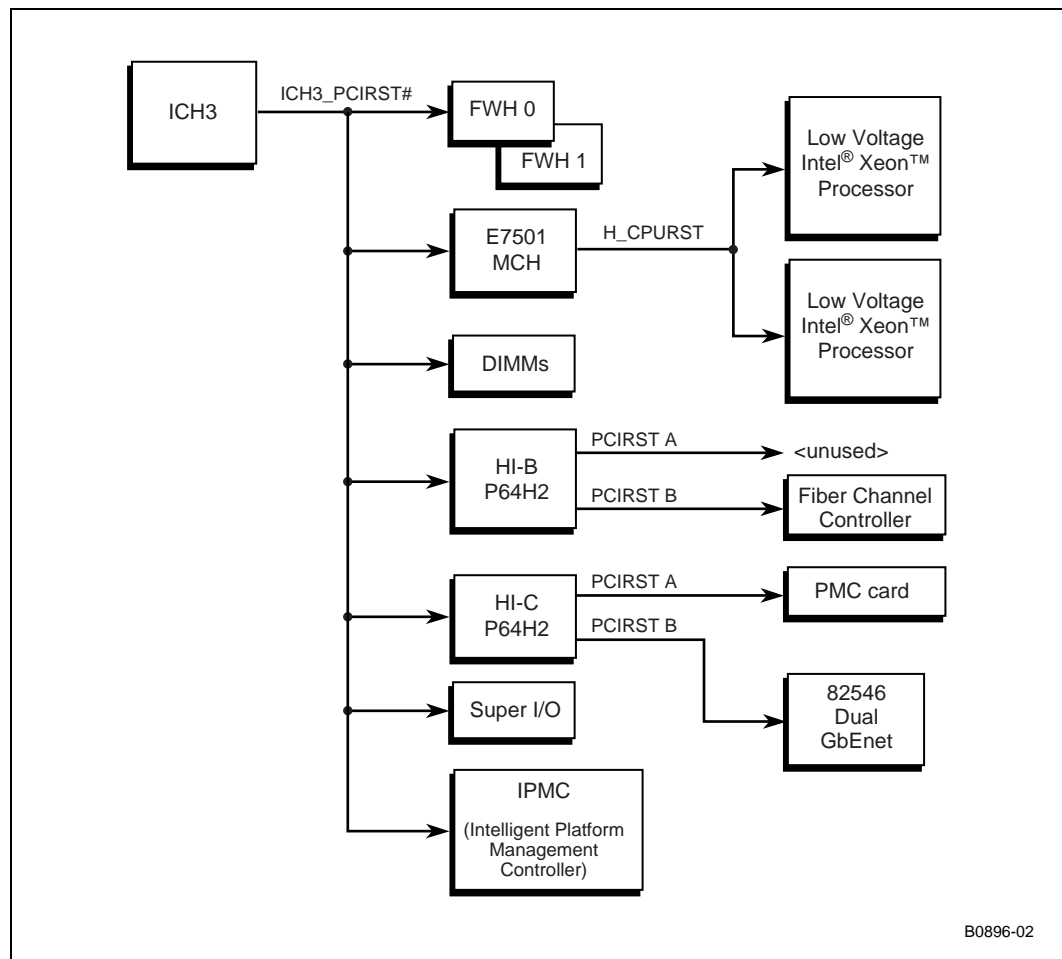 ICH3
ICH3_PCIRST#
FWH 0
FWH 1
Low Voltage
Intel® Xeon™
Processor
E7501
MCH
H_CPURST
Low Voltage
Intel® Xeon™
Processor
DIMMs
HI-B
P64H2
PCIRST A
<unused>
PCIRST B
Fiber Channel
Controller
HI-C
P64H2
PCIRST A
PMC card
PCIRST B
82546
Dual
GbEnet
Super I/O
IPMC
(Intelligent Platform
Management
Controller)
B0896-02